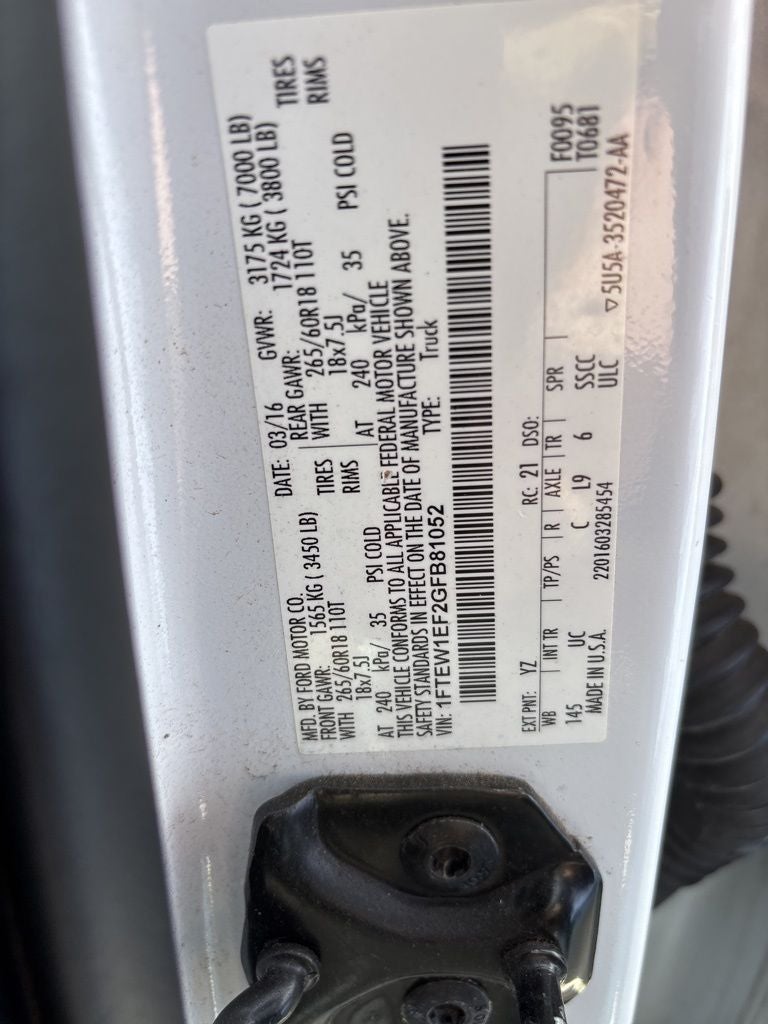 MFD. BY FORD MOTOR CO.
DATE: 03/16 GVWR: 3175 KG ( 7000 LB)
FRONT GAWR: 1565 KG ( 3450 LB) REAR GAWR: 1724 KG ( 3800 LB)
WITH 265/60R18 110T TIRES WITH 265/60R18 110T TIRES
18x7.5J RIMS 18x7.5J RIMS
AT 240 kPa/ 35 PSI COLD AT 240 kPa/ 35 PSI COLD
THIS VEHICLE CONFORMS TO ALL APPLICABLE FEDERAL MOTOR VEHICLE
SAFETY STANDARDS IN EFFECT ON THE DATE OF MANUFACTURE SHOWN ABOVE.
VIN: 1FTEW1EF2GFB81052 TYPE: Truck
EXT PNT: YZ RC: 21 DSO: F0095
T0681
WB INT TR TP/PS R AXLE TR SPR
145 UC C L9 6 SSCC
MADE IN U.S.A. 2201603285454 ULC
▽5U5A-3520472-AA